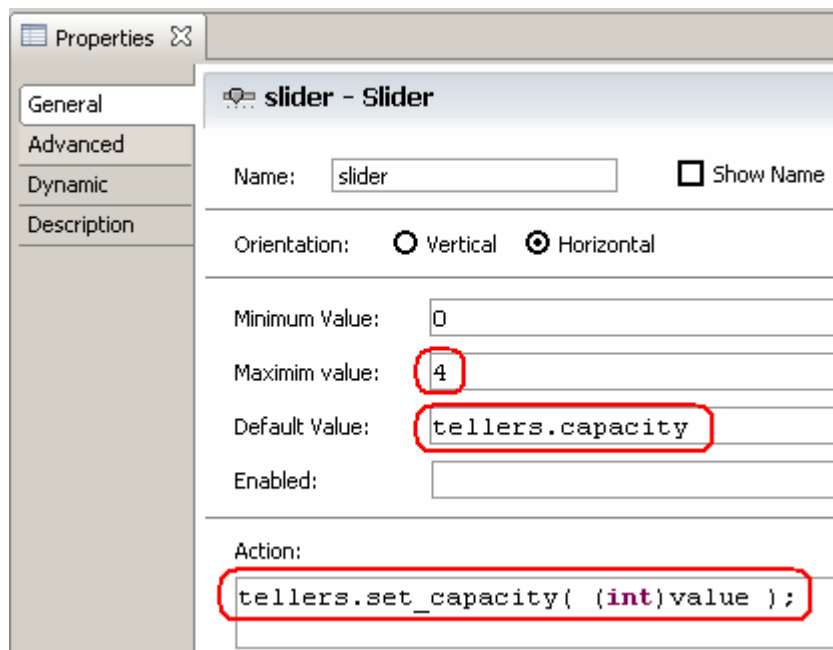 Properties
General
Advanced
Dynamic
Description
slider - Slider
Name: slider Show Name
Orientation: Vertical Horizontal
Minimum Value: 0
Maximim value: 4
Default Value: tellers.capacity
Enabled:
Action:
tellers.set_capacity( (int)value );